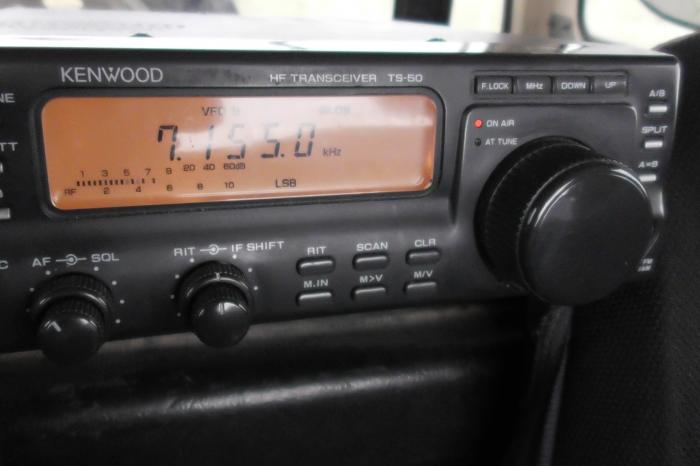 KENWOOD HF TRANSCEIVER TS-50
F.LOCK MHz DOWN UP
A/B
ON AIR
SPLIT
AT TUNE
A=B
VFO
SLOW
7.155.0 kHz
1 3 5 7 9 20 40 60dB
RF 2 4 6 8 10 LSB
AF SQL
RIT IF SHIFT
RIT SCAN CLR
M.IN M>V M/V